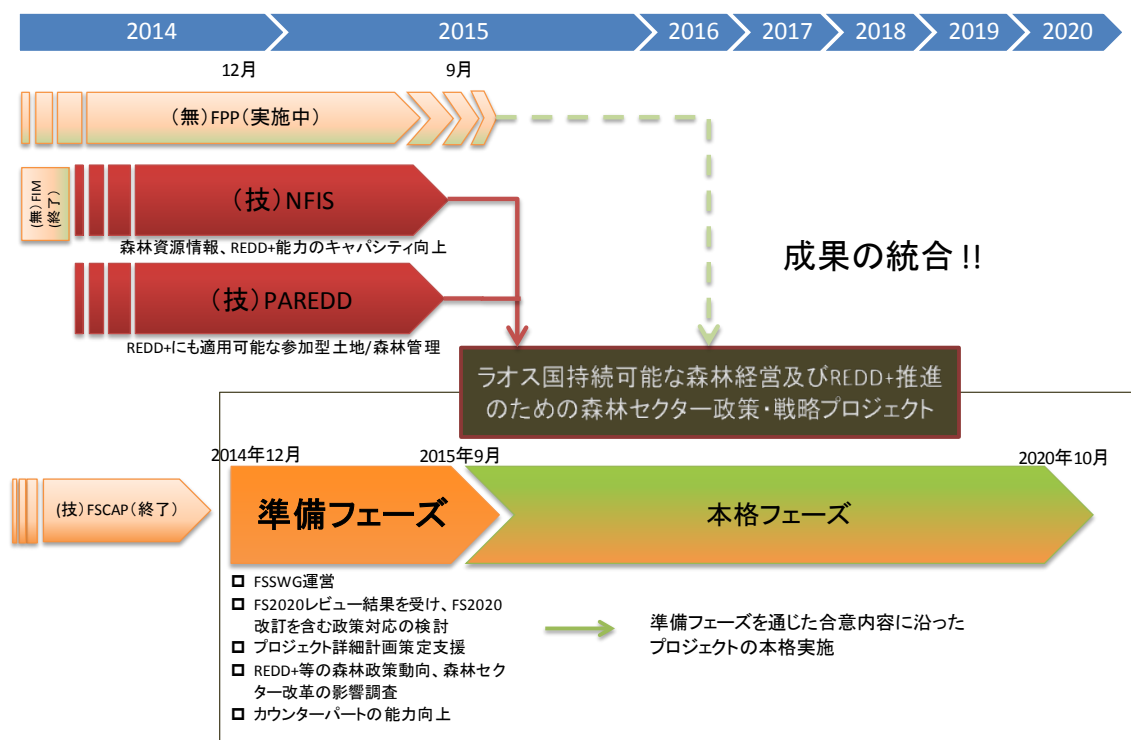 2014 2015 2016 2017 2018 2019 2020
12月 9月
(無)FPP(実施中)
(無)FIM
(終了)
(技)NFIS
森林資源情報、REDD+能力のキャパシティ向上
成果の統合!!
(技)PAREDD
REDD+にも適用可能な参加型土地/森林管理
ラオス国持続可能な森林経営及びREDD+推進
のための森林セクター政策・戦略プロジェクト
2014年12月 2015年9月 2020年10月
(技)FSCAP(終了)
準備フェーズ
本格フェーズ
FSSWG運営
FS2020レビュー結果を受け、FS2020
改訂を含む政策対応の検討
プロジェクト詳細計画策定支援
REDD+等の森林政策動向、森林セク
ター改革の影響調査
カウンターパートの能力向上
準備フェーズを通じた合意内容に沿った
プロジェクトの本格実施